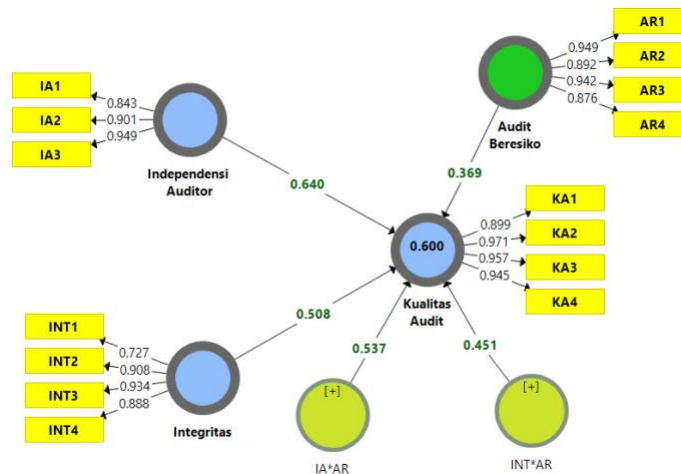 AR1
AR2
AR3
AR4
0.949
0.892
0.942
0.876
Audit
Beresiko
IA1
IA2
IA3
0.843
0.901
0.949
Independensi
Auditor
0.640
0.369
KA1
KA2
KA3
KA4
0.899
0.971
0.957
0.945
0.600
Kualitas
Audit
INT1
INT2
INT3
INT4
0.727
0.908
0.934
0.888
Integritas
0.508
0.537
0.451
[+]
IA*AR
[+]
INT*AR